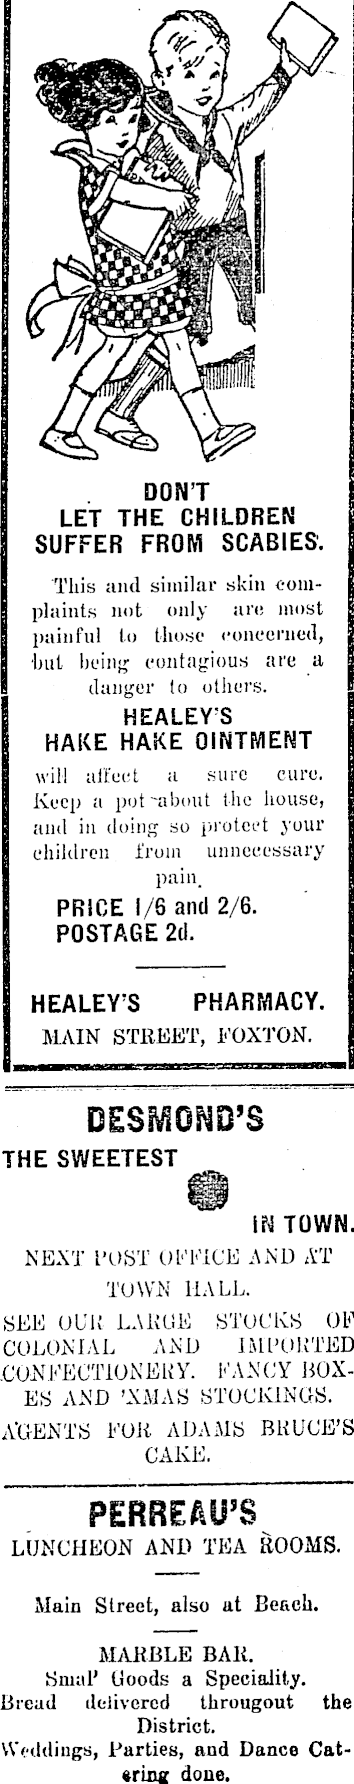 DON'T
LET THE CHILDREN
SUFFER FROM SCABIES.
This and similar skin com-
plaints not only are most
painful to those concerned,
but being contagious are a
danger to others.
HEALEY'S
HAKE HAKE OINTMENT
will affect a sure cure.
Keep a pot about the house,
and in doing so protect your
children from unnecessary
pain.
PRICE 1/6 and 2/6.
POSTAGE 2d.
HEALEY'S PHARMACY.
MAIN STREET, FOXTON.
DESMOND'S
THE SWEETEST
IN TOWN.
NEXT POST OFFICE AND AT
TOWN HALL.
SEE OUR LARGE STOCKS OF
COLONIAL AND IMPORTED
CONFECTIONERY. FANCY BOX-
ES AND 'XMAS STOCKINGS.
AGENTS FOR ADAMS BRUCE'S
CAKE.
PERREAU'S
LUNCHEON AND TEA ROOMS.
Main Street, also at Beach.
MARBLE BAR.
Small Goods a Speciality.
Bread delivered througout the
District.
Weddings, Parties, and Dance Cat-
ering done.